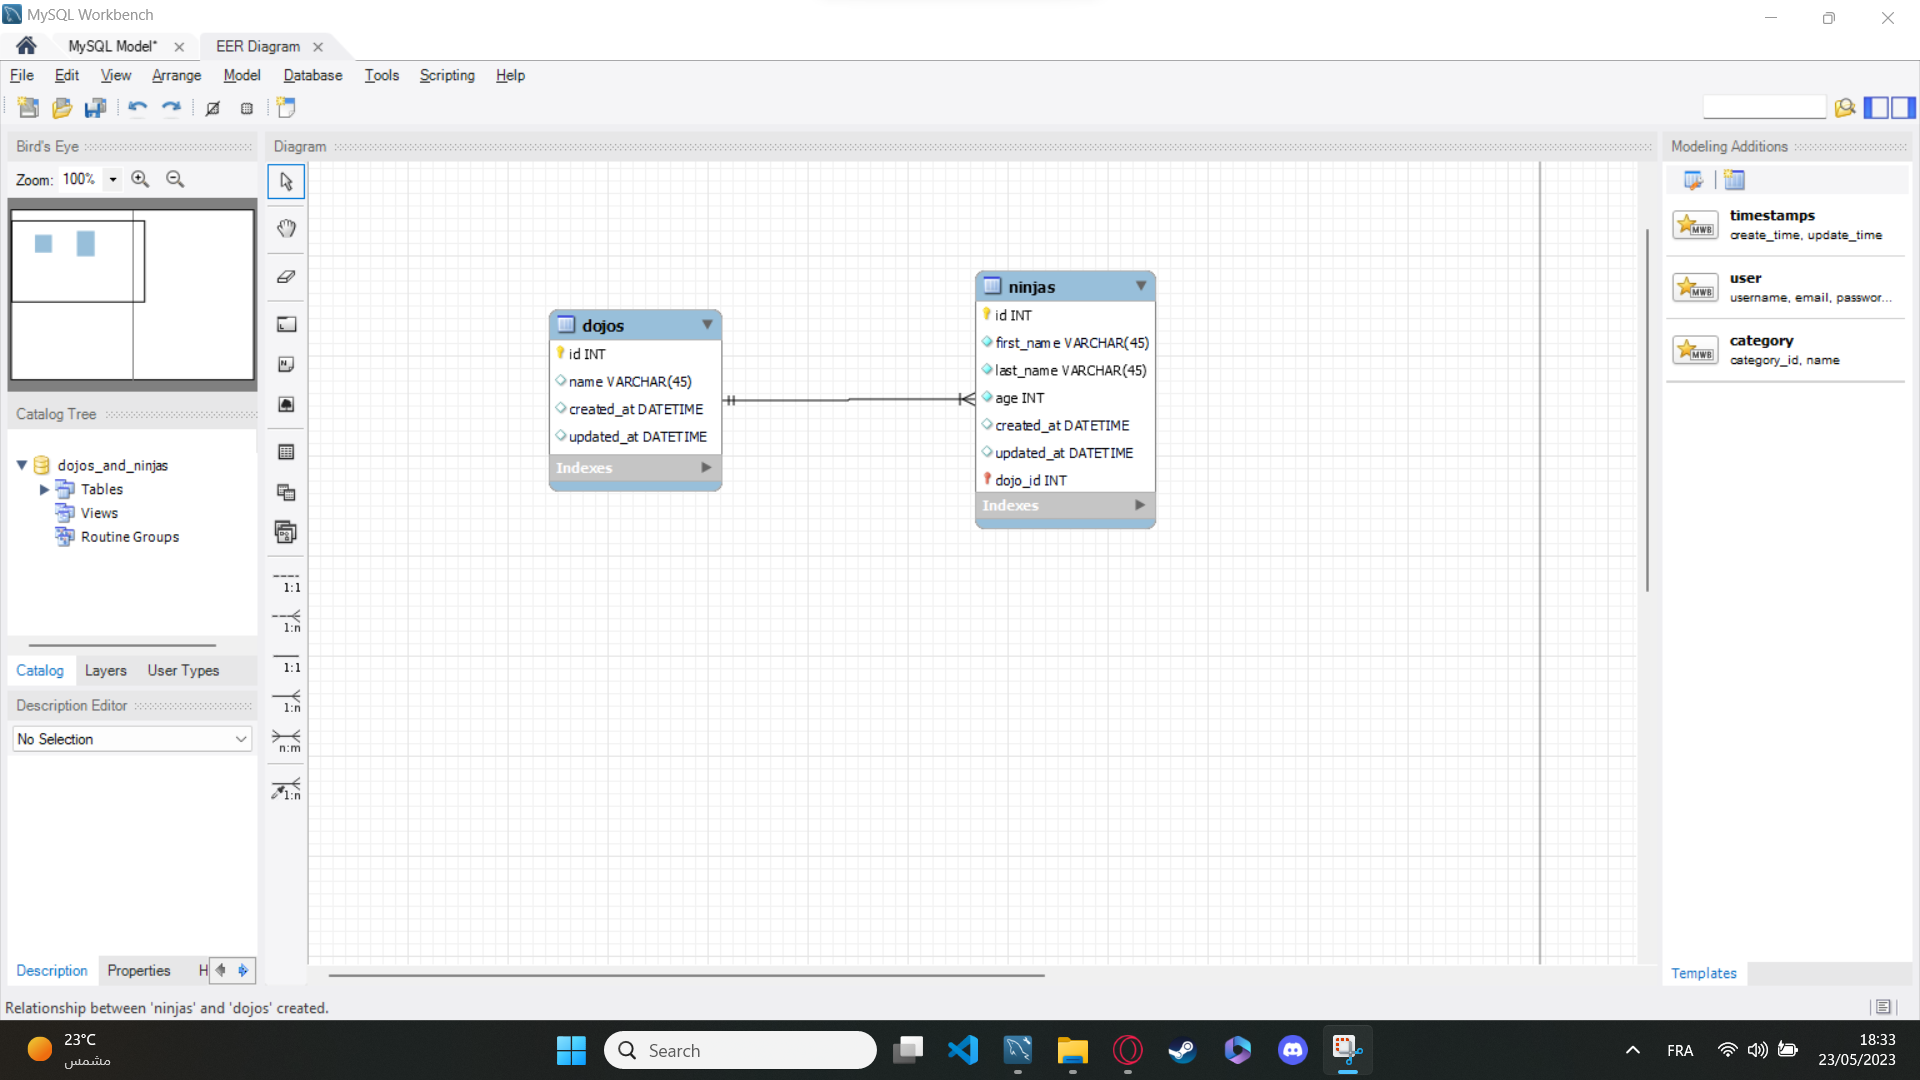 MySQL Workbench
MySQL Model*
EER Diagram
File Edit View Arrange Model Database Tools Scripting Help
Bird's Eye
Zoom: 100%
Catalog Tree
dojos_and_ninjas
Tables
Views
Routine Groups
Catalog Layers User Types
Description Editor
No Selection
Description Properties H
Diagram
1:1
1:n
1:1
1:n
n:m
1:n
dojos
id INT
name VARCHAR(45)
created_at DATETIME
updated_at DATETIME
Indexes
ninjas
id INT
first_name VARCHAR(45)
last_name VARCHAR(45)
age INT
created_at DATETIME
updated_at DATETIME
dojo_id INT
Indexes
Modeling Additions
MWB
timestamps
create_time, update_time
MWB
user
username, email, passwor...
MWB
category
category_id, name
Templates
Relationship between 'ninjas' and 'dojos' created.
23°C
مشمس
Search
FRA
18:33
23/05/2023